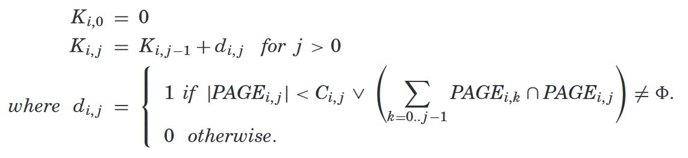 K_{i,0} = 0
K_{i,j} = K_{i,j-1} + d_{i,j} for j > 0
where d_{i,j} = { 1 if |PAGE_{i,j}| < C_{i,j} ∨ ( ∑_{k=0..j-1} PAGE_{i,k} ∩ PAGE_{i,j} ) ≠ Φ.
0 otherwise.